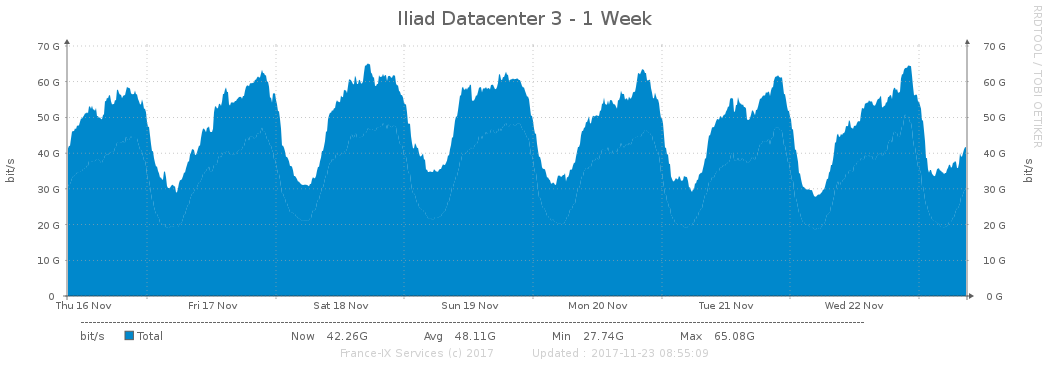 Iliad Datacenter 3 - 1 Week
RRDTOOL / TOBI OETIKER
bit/s
70 G
60 G
50 G
40 G
30 G
20 G
10 G
0
70 G
60 G
50 G
40 G
30 G
20 G
10 G
0 G
bit/s
Thu 16 Nov Fri 17 Nov Sat 18 Nov Sun 19 Nov Mon 20 Nov Tue 21 Nov Wed 22 Nov
bit/s Total Now 42.26G Avg 48.11G Min 27.74G Max 65.08G
France-IX Services (c) 2017 Updated : 2017-11-23 08:55:09